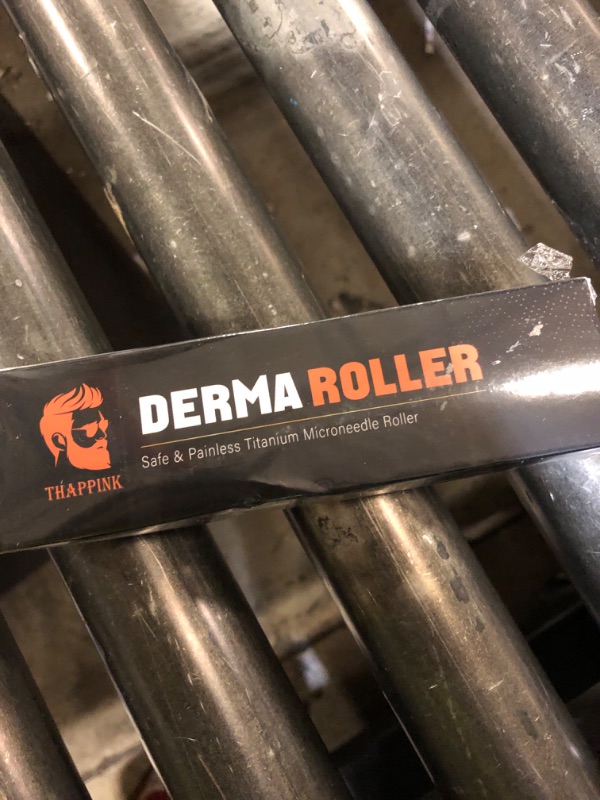 DERMA ROLLER
Safe & Painless Titanium Microneedle Roller
THAPPINK